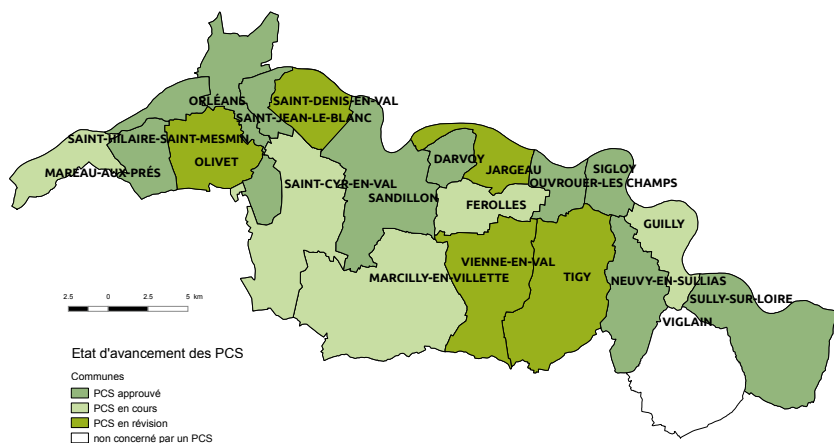 ORLÉANS
SAINT-DENIS-EN-VAL
SAINT-JEAN-LE-BLANC
SAINT-HILAIRE-SAINT-MESMIN
OLIVET
MAREAU-AUX-PRÉS
SAINT-CYR-EN-VAL
SANDILLON
DARVOY
JARGEAU
SIGLOY
OUVROUER-LES CHAMPS
FEROLLES
GUILLY
MARCILLY-EN-VILLETTE
VIENNE-EN-VAL
TIGY
NEUVY-EN-SULLIAS
SULLY-SUR-LOIRE
VIGLAIN
2.5 0 2.5 5 km
Etat d'avancement des PCS
Communes
PCS approuvé
PCS en cours
PCS en révision
non concerné par un PCS